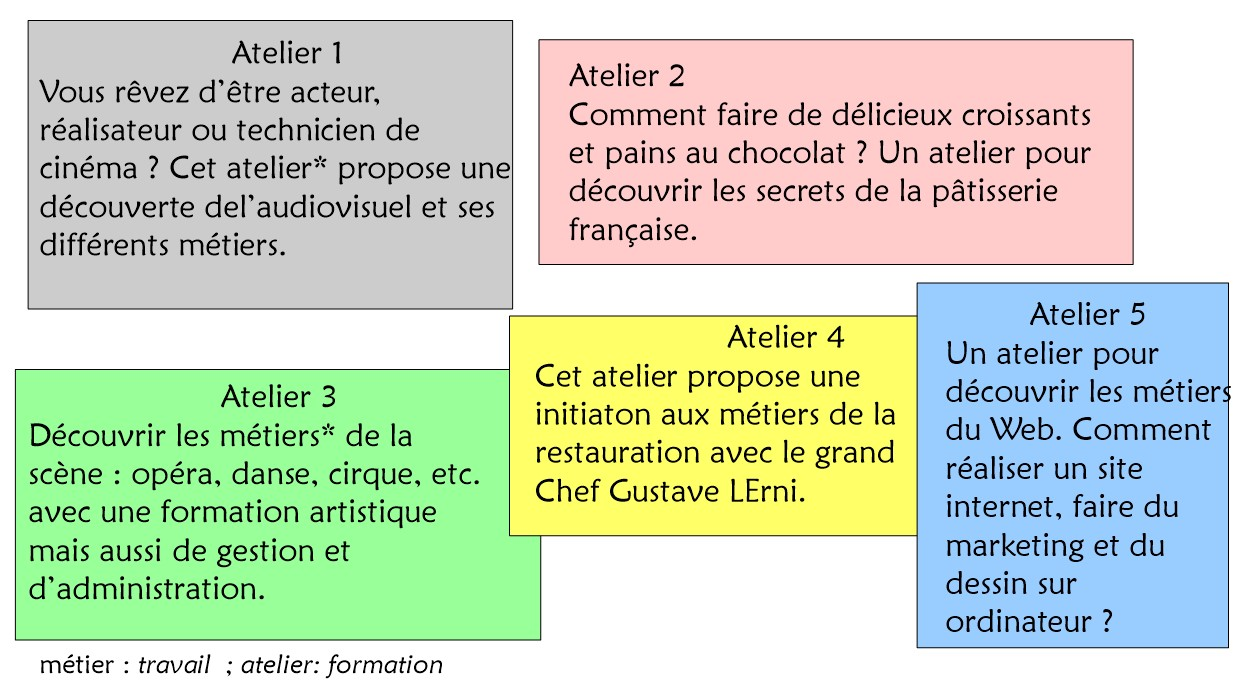 Atelier 1
Vous rêvez d'être acteur,
réalisateur ou technicien de
cinéma ? Cet atelier* propose une
découverte del'audiovisuel et ses
différents métiers.
Atelier 2
Comment faire de délicieux croissants
et pains au chocolat ? Un atelier pour
découvrir les secrets de la pâtisserie
française.
Atelier 3
Découvrir les métiers* de la
scène : opéra, danse, cirque, etc.
avec une formation artistique
mais aussi de gestion et
d'administration.
Atelier 4
Cet atelier propose une
initiaton aux métiers de la
restauration avec le grand
Chef Gustave LErni.
Atelier 5
Un atelier pour
découvrir les métiers
du Web. Comment
réaliser un site
internet, faire du
marketing et du
dessin sur
ordinateur ?
métier : travail  ; atelier: formation